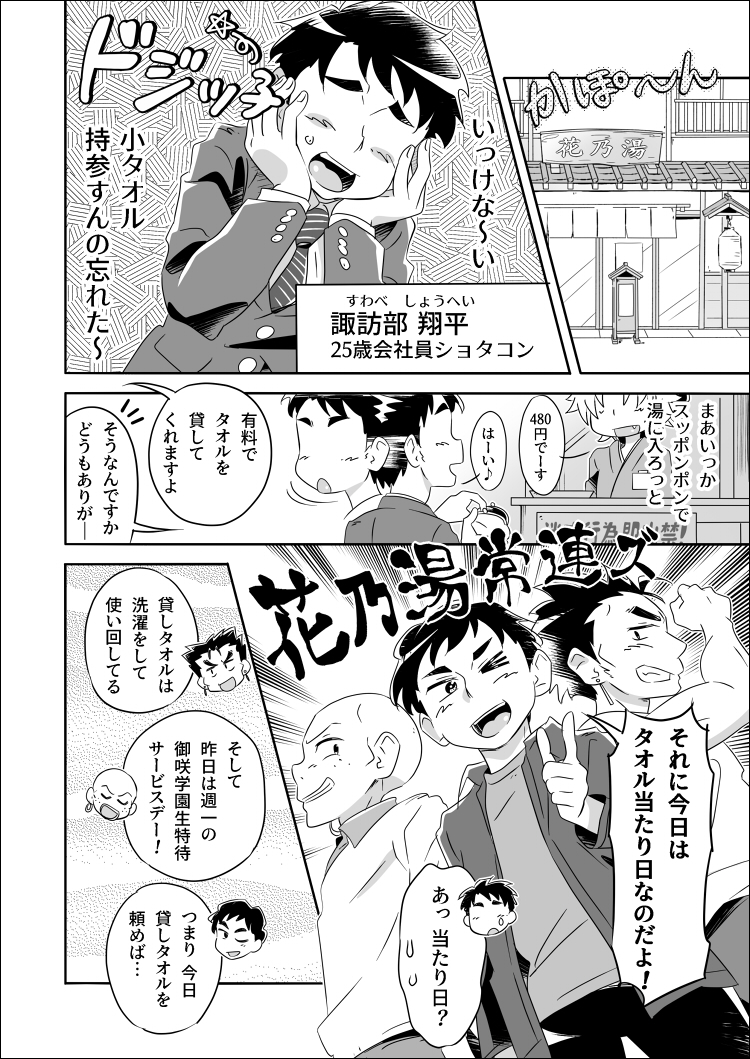 かぽ〜ん
花乃湯
いっけな〜い
☆の
ドジッ子
小タオル
持参すんの忘れた〜
すわべ しょうへい
諏訪部 翔平
25歳会社員ショタコン
まあいっか
スッポンポンで
湯に入ろっと
480
円でーす
はーい♪
行為即
禁!
有料で
タオルを
貸して
くれますよ
そうなんですか
どうもありが―
花乃湯常連ズ
それに今日は
タオル当たり日なのだよ!
あっ 当たり日?
貸しタオルは
洗濯をして
使い回してる
そして
昨日は週一の
御咲学園生特待
サービスデー!
つまり 今日
貸しタオルを
頼めば…